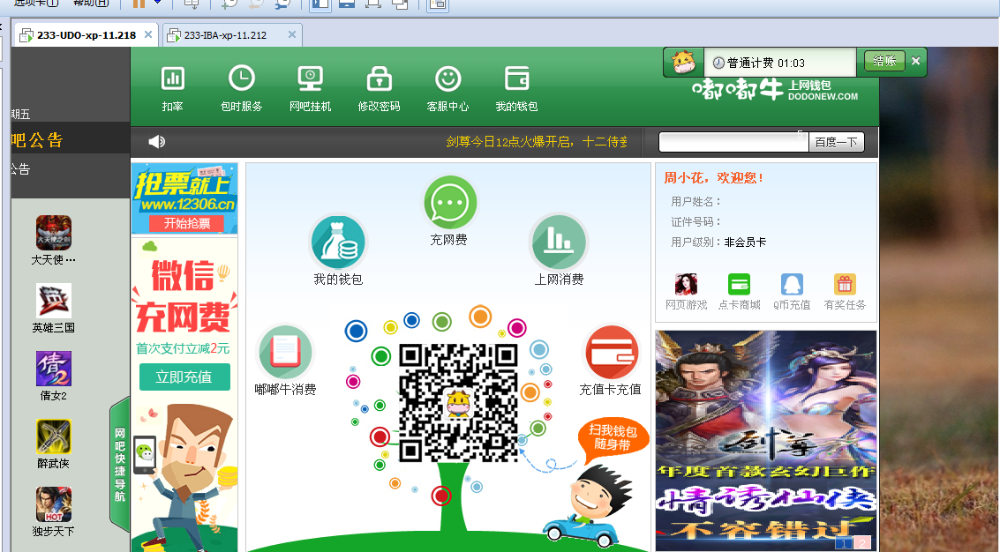 选项卡(T) 帮助(H)
233-UDO-xp-11.218
233-IBA-xp-11.212
普通计费 01:03
结账
扣率
包时服务
网吧挂机
修改密码
客服中心
我的钱包
嘟嘟牛
上网钱包
DODONEW.COM
期五
吧公告
公告
剑尊今日12点火爆开启，十二侍妾
百度一下
抢票就上
www.12306.cn
开始抢票
微信
充网费
首次支付立减2元
立即充值
充网费
我的钱包
上网消费
嘟嘟牛消费
充值卡充值
扫我钱包
随身带
周小花，欢迎您！
用户姓名：
证件号码：
用户级别：非会员卡
网页游戏
点卡商城
Q币充值
有奖任务
大天使之剑
大天使…
英雄三国
倩2
倩女2
醉武侠
HOT
独步天下
网吧快捷导航
剑尊
年度首款玄幻巨作
情诱仙侠
不容错过
1 2